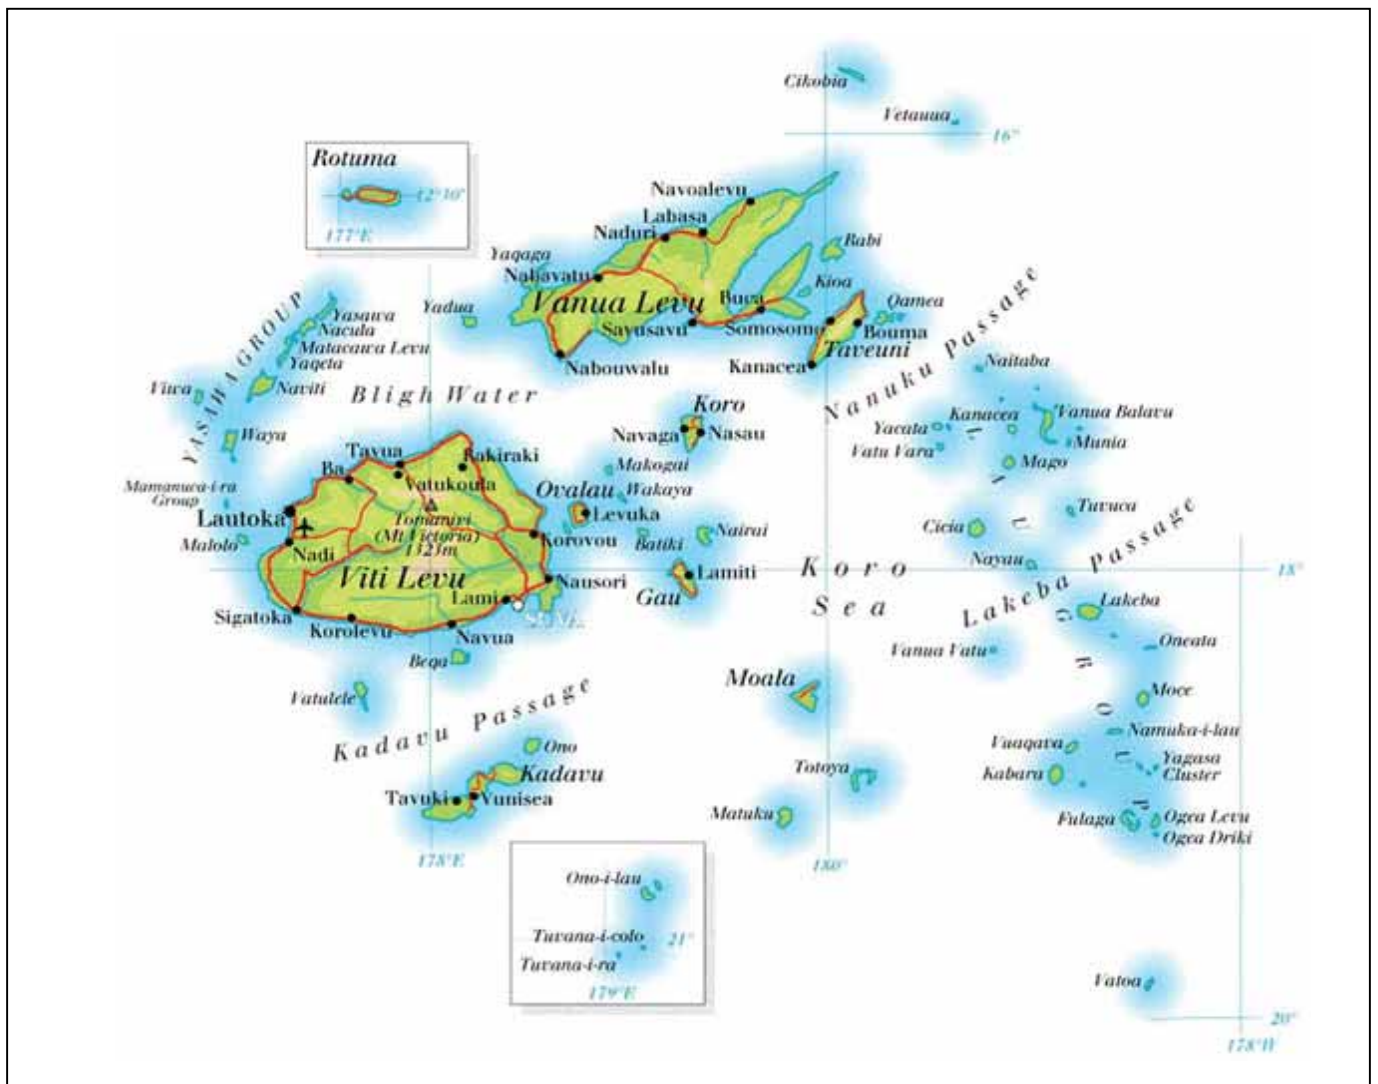 Cikobia
Vetauua
16°
Rotuma
12°30'
177°E
Navoalevu
Labasa
Naduri
Rabi
Yaqaga
Nabavatu
Kioa
Vanua Levu
Buca
Qamea
Yadua
Sayusavu
Somosomo
Bouma
Taveuni
Nabouwalu
Kanacea
Nanuku Passage
YASAWA GROUP
Yasawa
Nacula
Matacawa Levu
Yaqeta
Naviti
Viwa
Waya
Bligh Water
Naitaba
Koro
Navaga
Nasau
Kanacea
Vanua Balavu
Yacata
Munia
Vatu Vara
Mago
LAU GROUP
Tavua
Rakiraki
Ba
Vatukoula
Makogai
Wakaya
Mamanuca-i-ra
Group
Ovalau
Levuka
Lautoka
Tomanivi
(Mt Victoria)
1323m
Korovou
Batiki
Nairai
Cicia
Tuvuca
Malolo
Nadi
Nayau
Lakeba Passage
Viti Levu
Nausori
Lamiti
Gau
Koro
Sea
18°
Lami
Lakeba
Sigatoka
Korolevu
Navua
Beqa
Vanua Vatu
Oneata
Vatulele
Moala
Moce
Kadavu Passage
Namuka-i-lau
Ono
Vuaqava
Yagasa
Cluster
Kadavu
Totoya
Kabara
Tavuki
Vunisea
Matuku
Fulaga
Ogea Levu
Ogea Driki
178°E
180°
Ono-i-lau
Tuvana-i-colo
21°
Tuvana-i-ra
179°E
Vatoa
20°
178°W